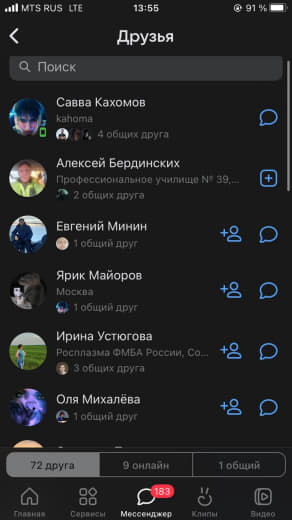 MTS RUS LTE 13:55 91 %
Друзья
Поиск
Савва Кахомов
kahoma
4 общих друга
Алексей Бердинских
Профессиональное училище № 39,...
2 общих друга
Евгений Минин
1 общий друг
Ярик Майоров
Москва
1 общий друг
Ирина Устюгова
Росплазма ФМБА России, Со...
3 общих друга
Оля Михалёва
1 общий друг
72 друга 9 онлайн 1 общий
183
Главная Сервисы Мессенджер Клипы Видео